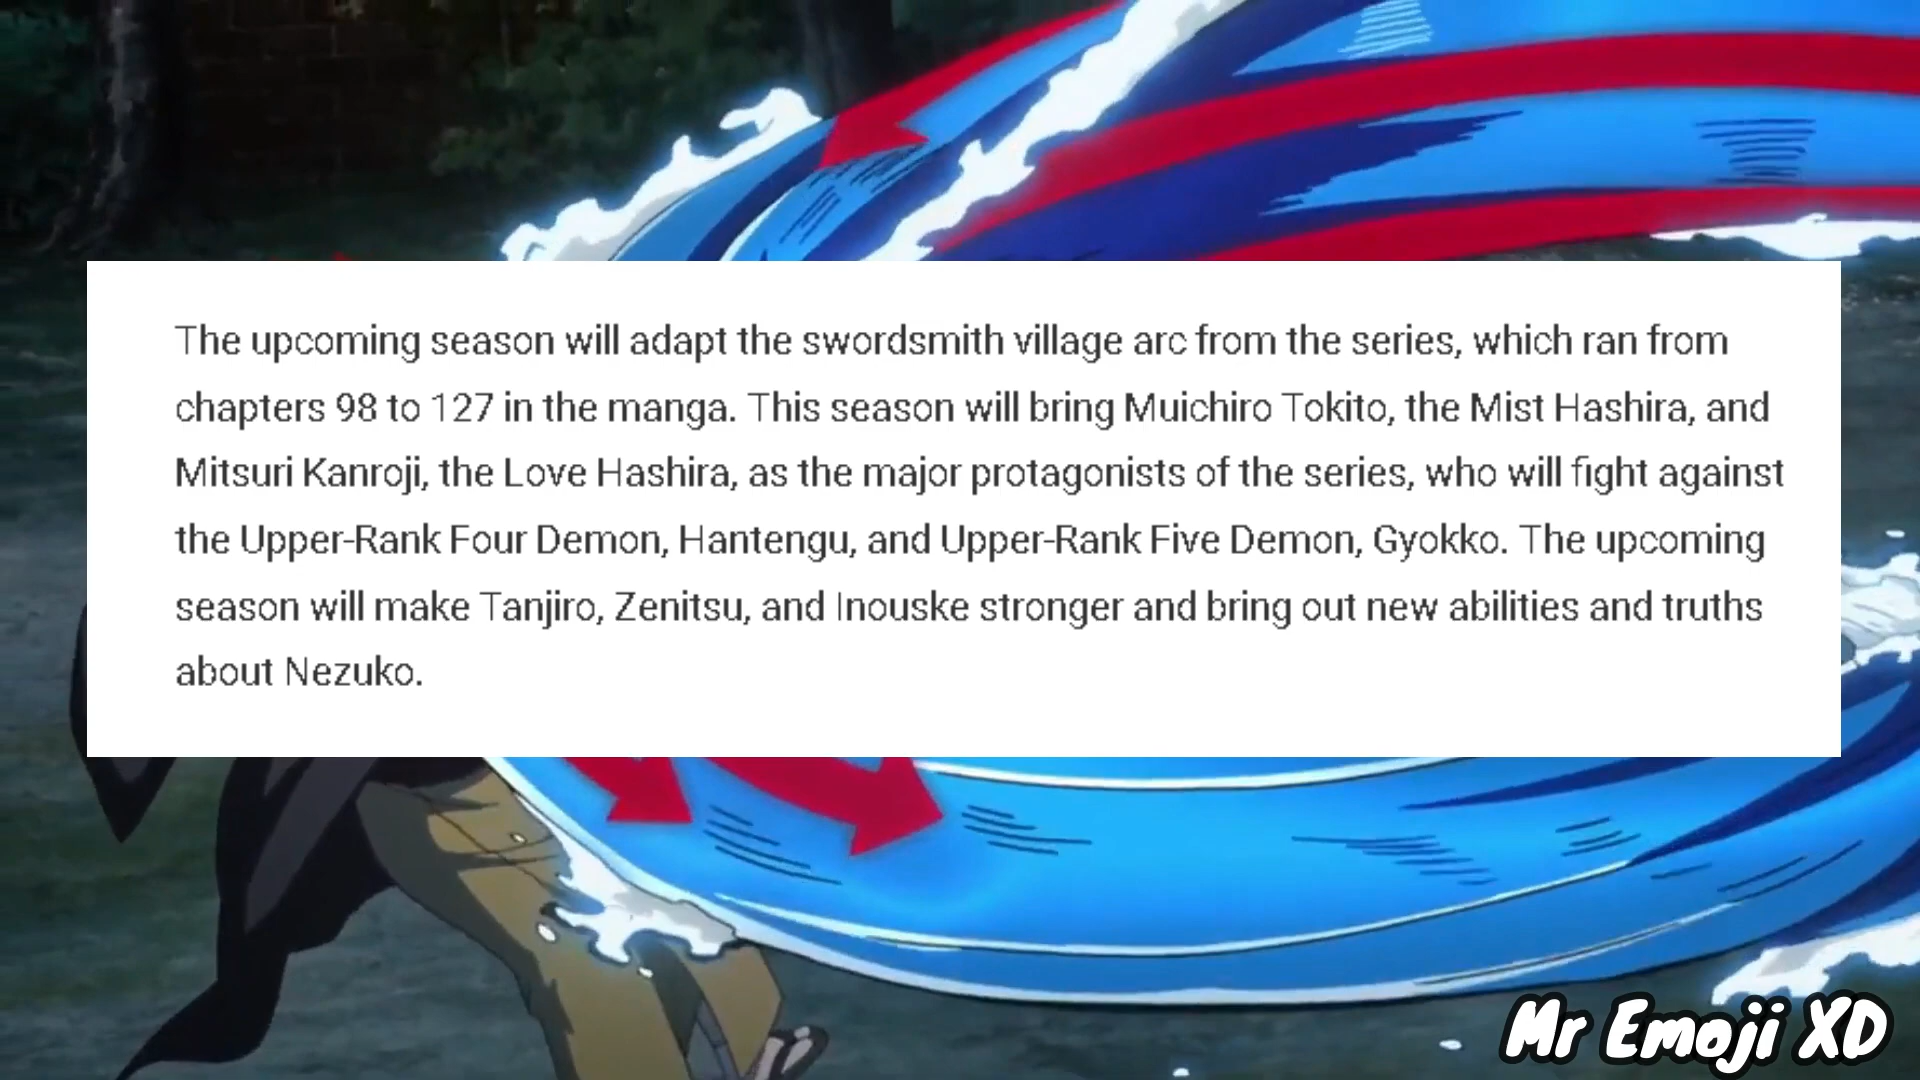 The upcoming season will adapt the swordsmith village arc from the series, which ran from
chapters 98 to 127 in the manga. This season will bring Muichiro Tokito, the Mist Hashira, and
Mitsuri Kanroji, the Love Hashira, as the major protagonists of the series, who will fight against
the Upper-Rank Four Demon, Hantengu, and Upper-Rank Five Demon, Gyokko. The upcoming
season will make Tanjiro, Zenitsu, and Inouske stronger and bring out new abilities and truths
about Nezuko.
Mr Emoji XD